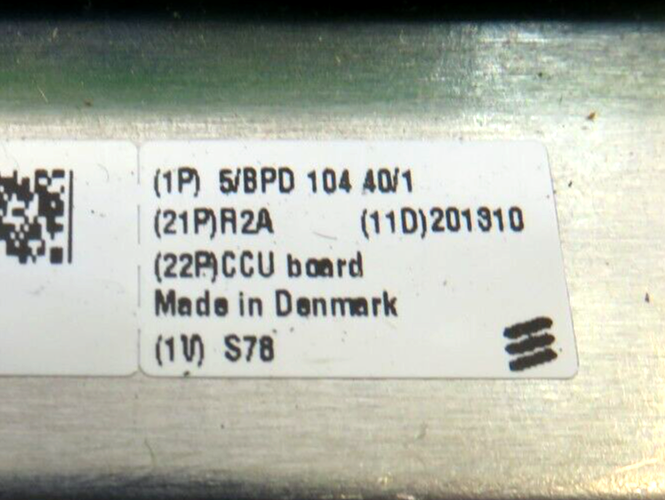 (1P) 5/BPD 104 40/1
(21P)R2A (11D)201310
(22P)CCU board
Made in Denmark
(1V) S78